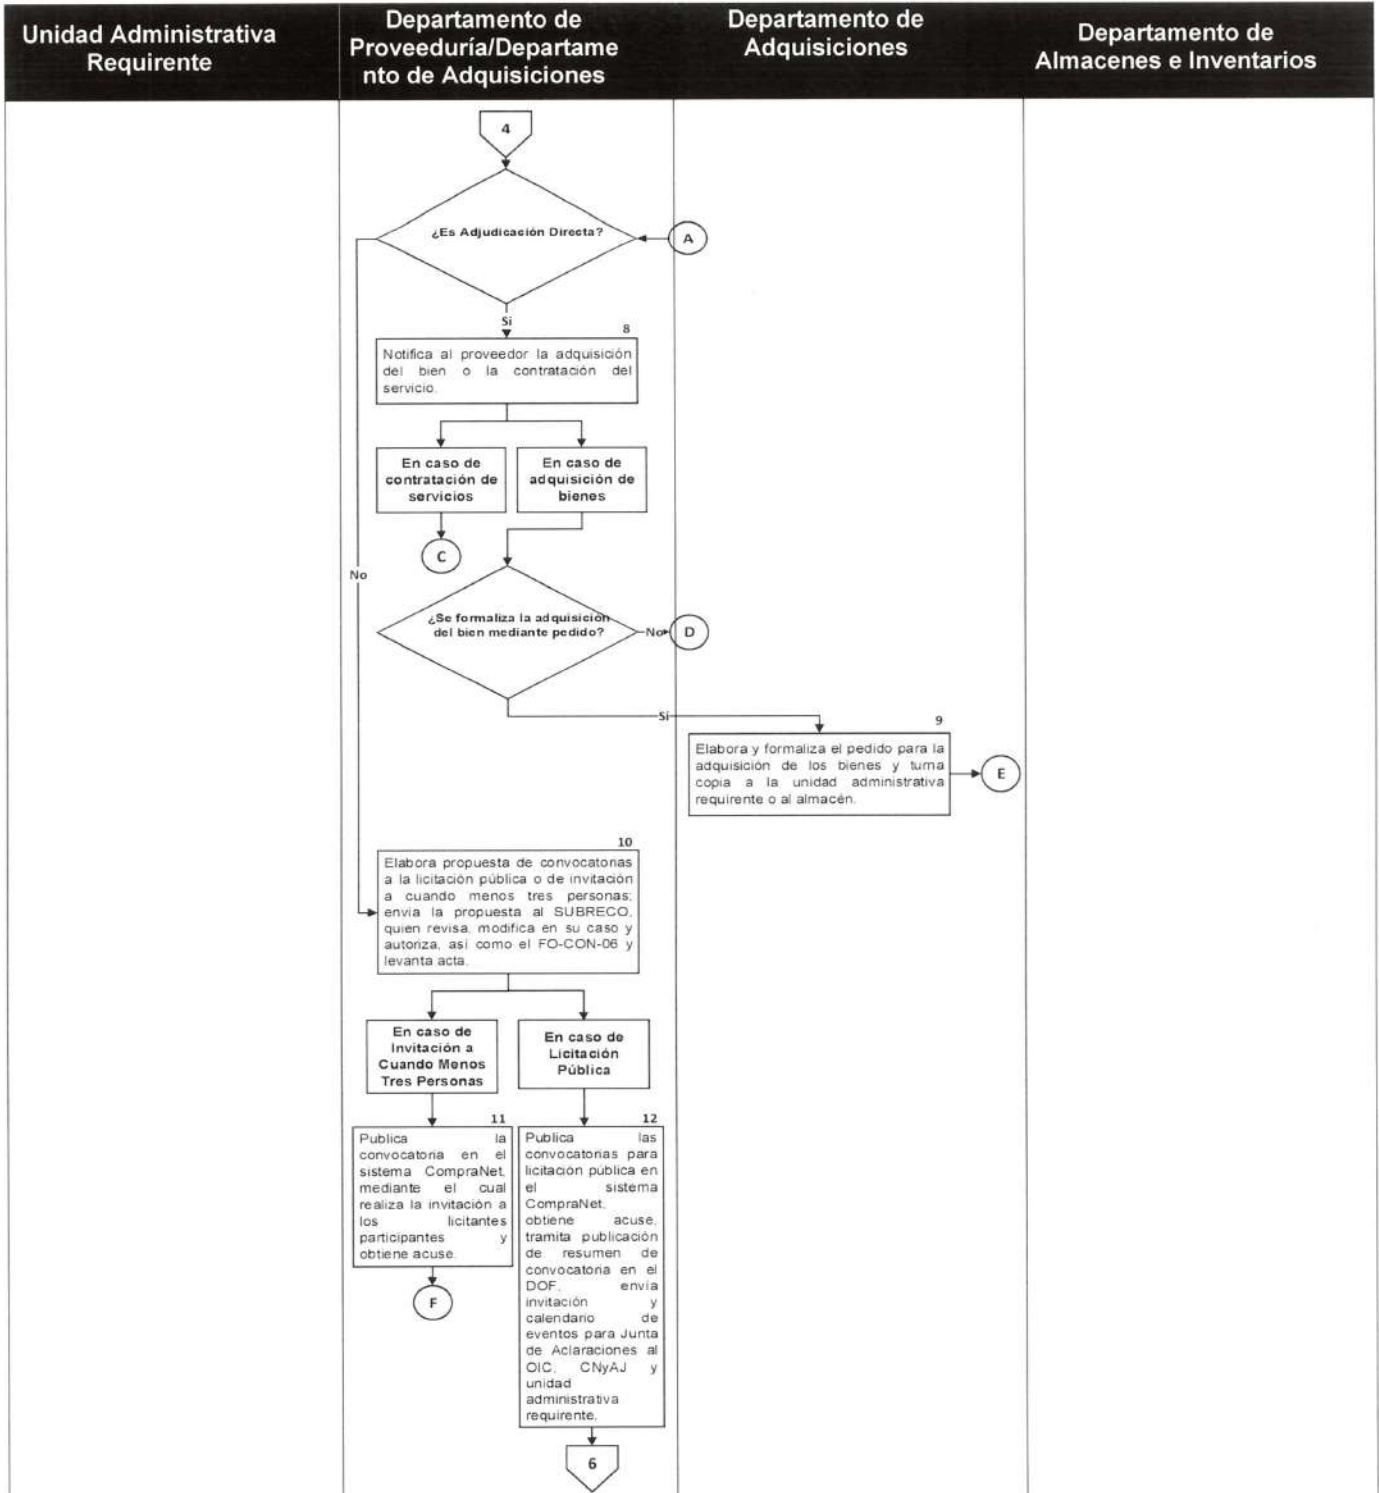 Unidad Administrativa
Requirente
Departamento de
Proveeduría/Departame
nto de Adquisiciones
Departamento de
Adquisiciones
Departamento de
Almacenes e Inventarios
4
¿Es Adjudicación Directa?
A
Si
8
Notifica al proveedor la adquisición
del bien o la contratación del
servicio.
En caso de
contratación de
servicios
En caso de
adquisición de
bienes
C
No
¿Se formaliza la adquisición
del bien mediante pedido?
No
D
Sí
9
Elabora y formaliza el pedido para la
adquisición de los bienes y turna
copia a la unidad administrativa
requirente o al almacén.
E
10
Elabora propuesta de convocatorias
a la licitación pública o de invitación
a cuando menos tres personas;
envia la propuesta al SUBRECO,
quien revisa, modifica en su caso y
autoriza, así como el FO-CON-06 y
levanta acta.
En caso de
Invitación a
Cuando Menos
Tres Personas
En caso de
Licitación
Pública
11
Publica la
convocatoria en el
sistema CompraNet,
mediante el cual
realiza la invitación a
los licitantes
participantes y
obtiene acuse.
F
12
Publica las
convocatorias para
licitación pública en
el sistema
CompraNet,
obtiene acuse,
tramita publicación
de resumen de
convocatoria en el
DOF, envía
invitación y
calendario de
eventos para Junta
de Aclaraciones al
OIC, CNyAJ y
unidad
administrativa
requirente,
6